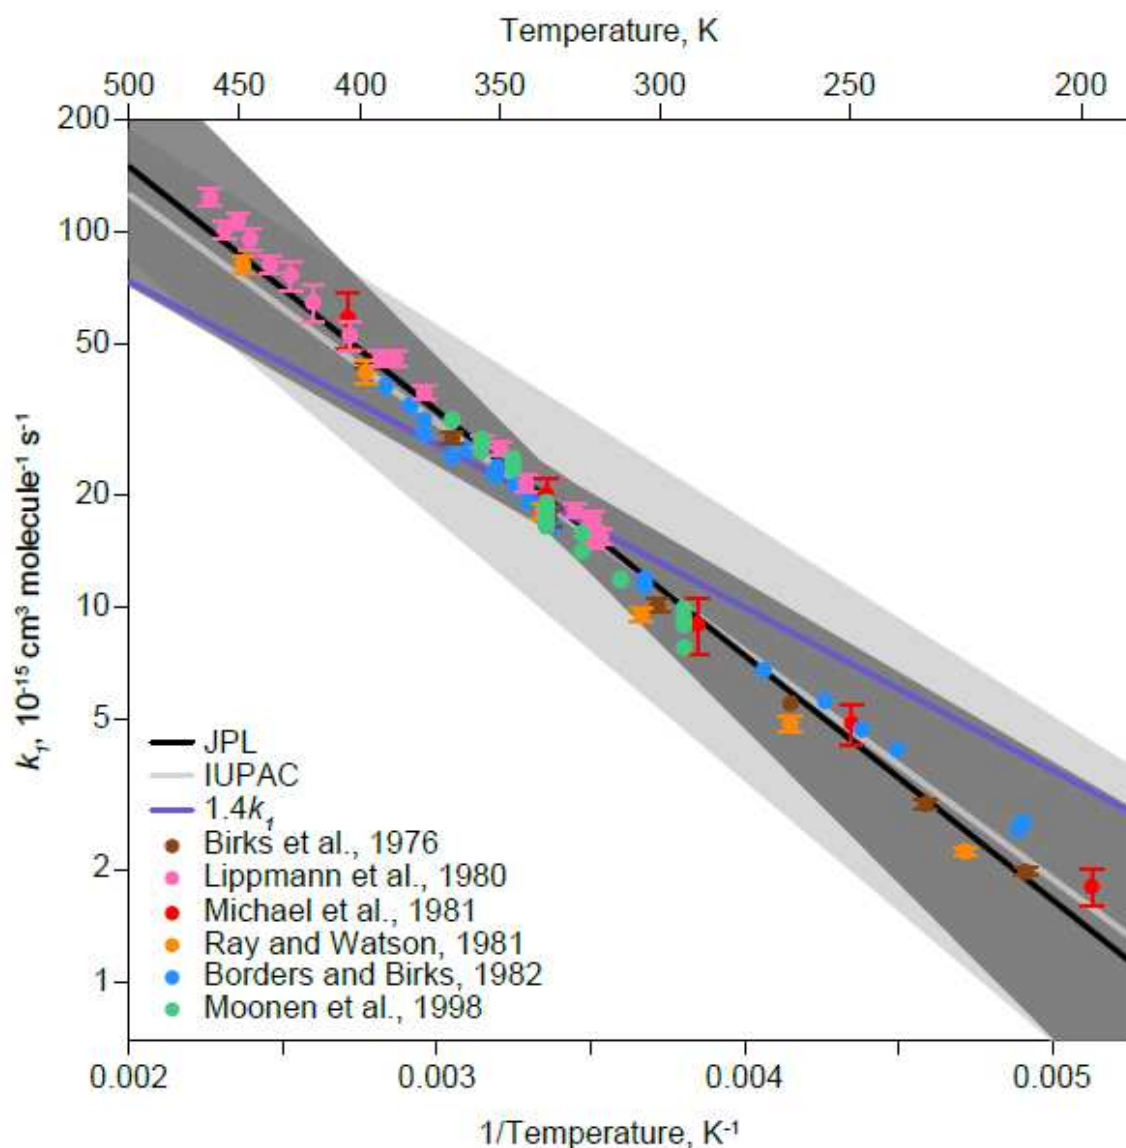 Temperature, K
500 450 400 350 300 250 200
200
100
50
20
10
5
2
1
k₁, 10⁻¹⁵ cm³ molecule⁻¹ s⁻¹
JPL
IUPAC
1.4k₁
Birks et al., 1976
Lippmann et al., 1980
Michael et al., 1981
Ray and Watson, 1981
Borders and Birks, 1982
Moonen et al., 1998
0.002 0.003 0.004 0.005
1/Temperature, K⁻¹